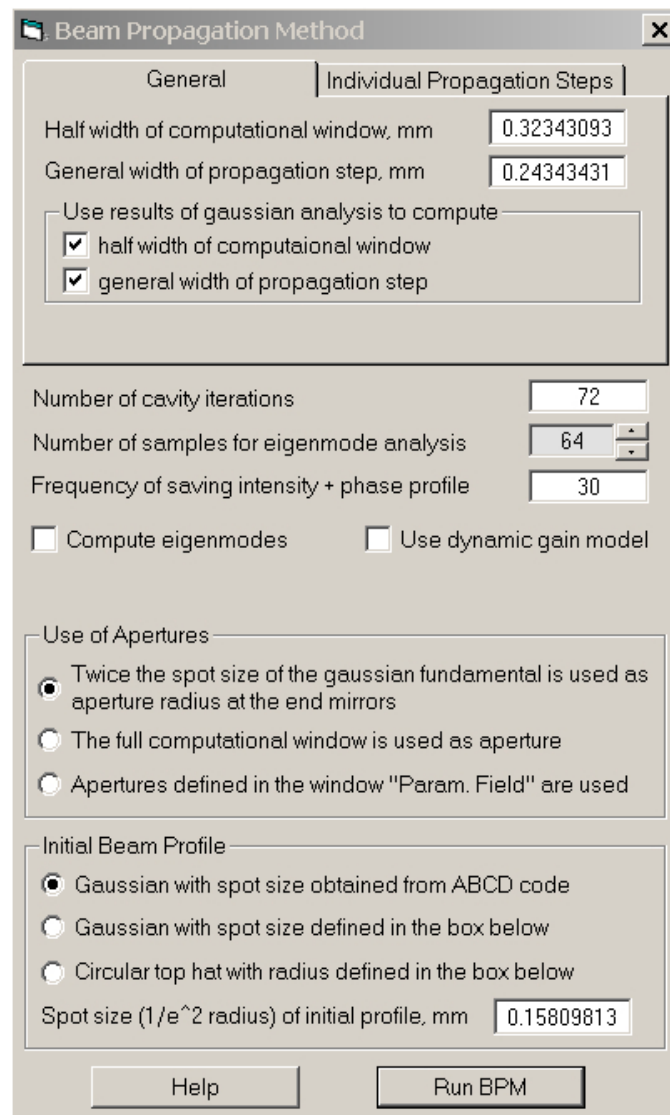 Beam Propagation Method
General
Individual Propagation Steps
Half width of computational window, mm 0.32343093
General width of propagation step, mm 0.24343431
Use results of gaussian analysis to compute
half width of computaional window
general width of propagation step
Number of cavity iterations 72
Number of samples for eigenmode analysis 64
Frequency of saving intensity + phase profile 30
Compute eigenmodes
Use dynamic gain model
Use of Apertures
Twice the spot size of the gaussian fundamental is used as
aperture radius at the end mirrors
The full computational window is used as aperture
Apertures defined in the window "Param. Field" are used
Initial Beam Profile
Gaussian with spot size obtained from ABCD code
Gaussian with spot size defined in the box below
Circular top hat with radius defined in the box below
Spot size (1/e^2 radius) of initial profile, mm 0.15809813
Help
Run BPM